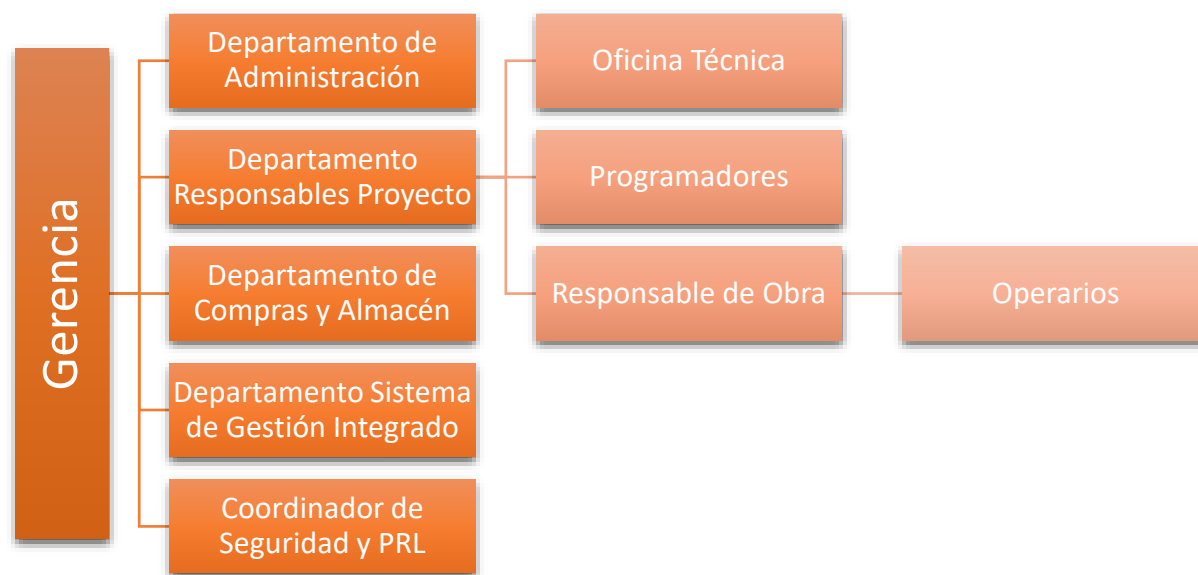 Gerencia
Departamento de
Administración
Departamento
Responsables Proyecto
Departamento de
Compras y Almacén
Departamento Sistema
de Gestión Integrado
Coordinador de
Seguridad y PRL
Oficina Técnica
Programadores
Responsable de Obra
Operarios